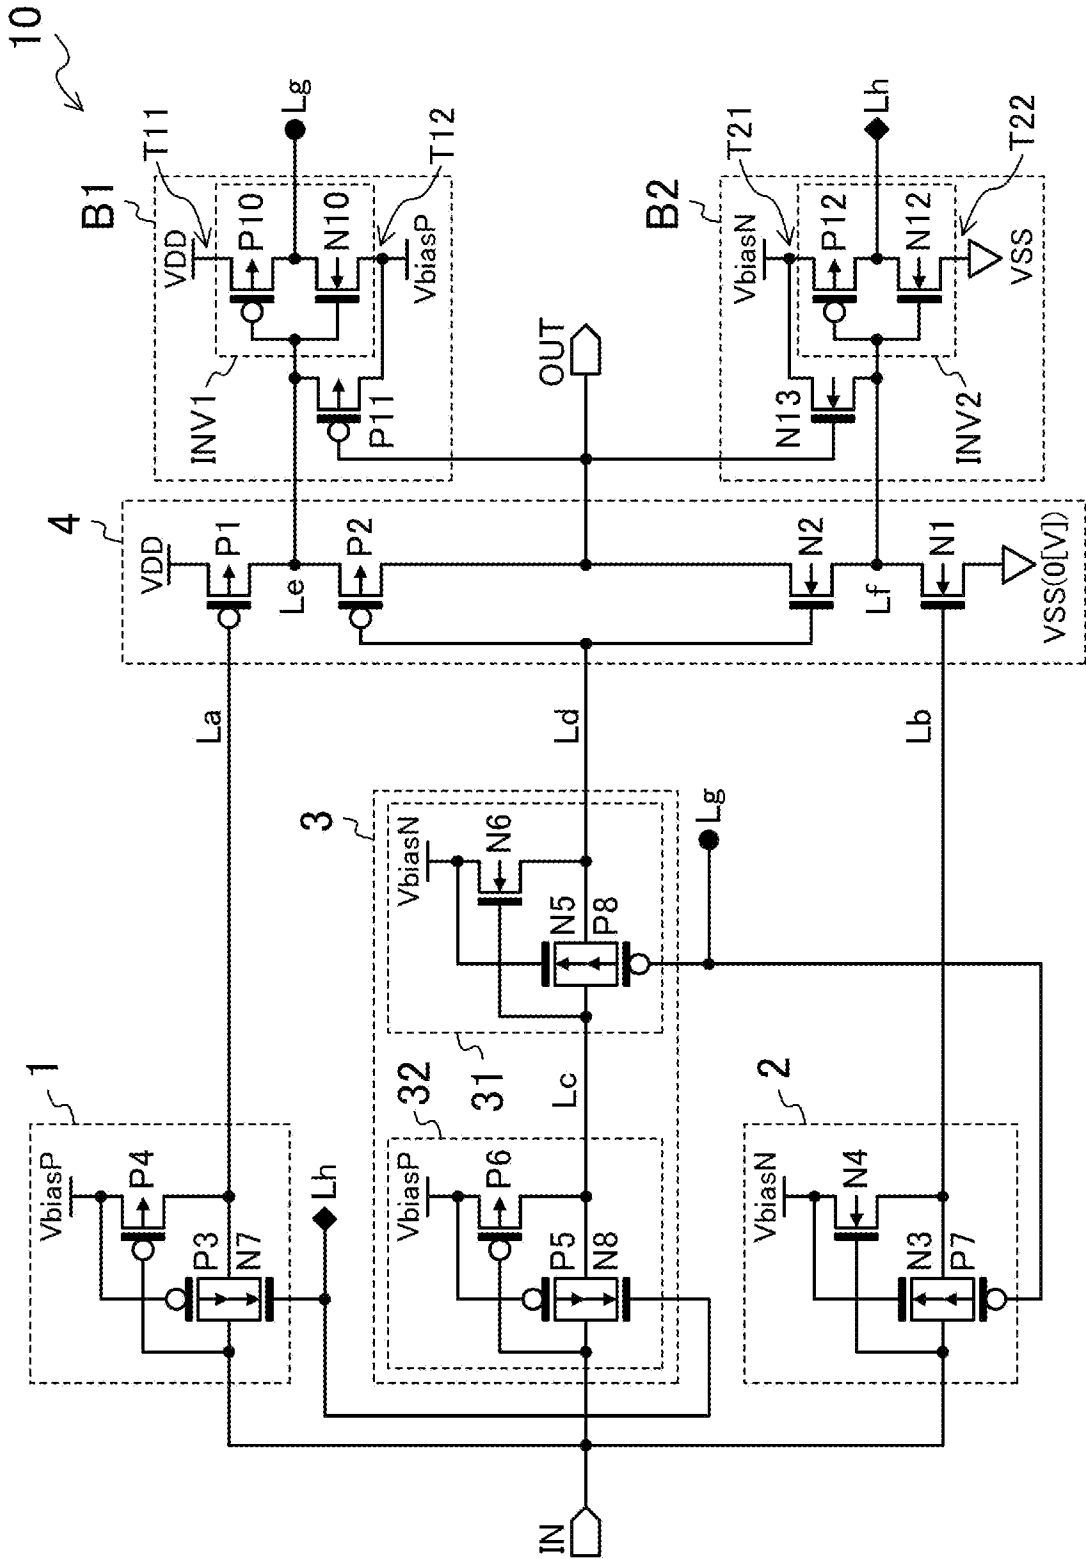 10
B1
T11
VDD
P10
Lg
N10
INV1
P11
VbiasP
T12
OUT
B2
T21
VbiasN
P12
Lh
N12
N13
INV2
VSS
T22
4
VDD
P1
Le
P2
N2
Lf
N1
VSS(0[V])
La
Ld
Lb
3
VbiasN
N6
N5
P8
Lg
31
32
Lc
1
VbiasP
P4
P3
N7
Lh
VbiasP
P6
P5
N8
2
VbiasN
N4
N3
P7
IN